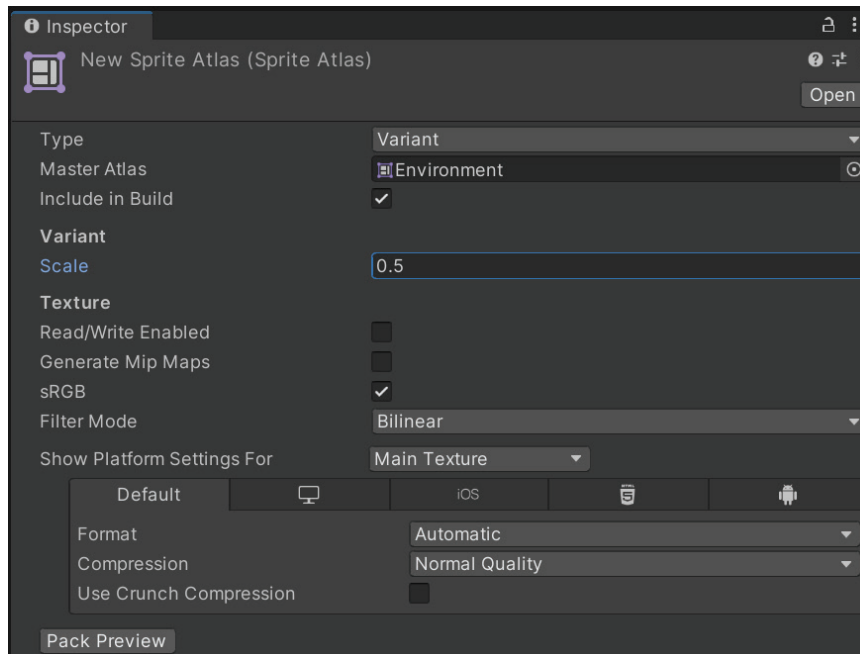 Inspector
New Sprite Atlas (Sprite Atlas)
Open
Type Variant
Master Atlas Environment
Include in Build
Variant
Scale 0.5
Texture
Read/Write Enabled
Generate Mip Maps
sRGB
Filter Mode Bilinear
Show Platform Settings For Main Texture
Default iOS
Format Automatic
Compression Normal Quality
Use Crunch Compression
Pack Preview